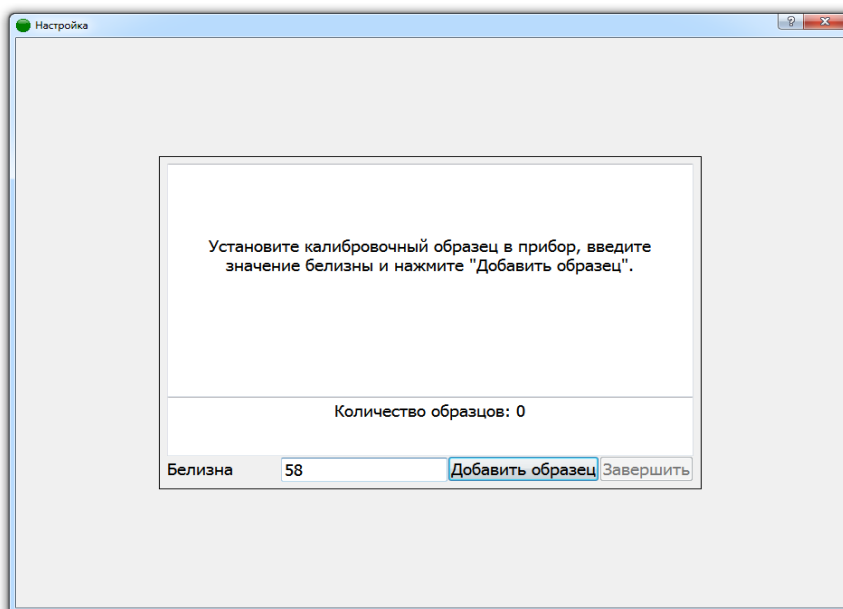 Настройка
Установите калибровочный образец в прибор, введите
значение белизны и нажмите "Добавить образец".
Количество образцов: 0
Белизна 58 Добавить образец Завершить